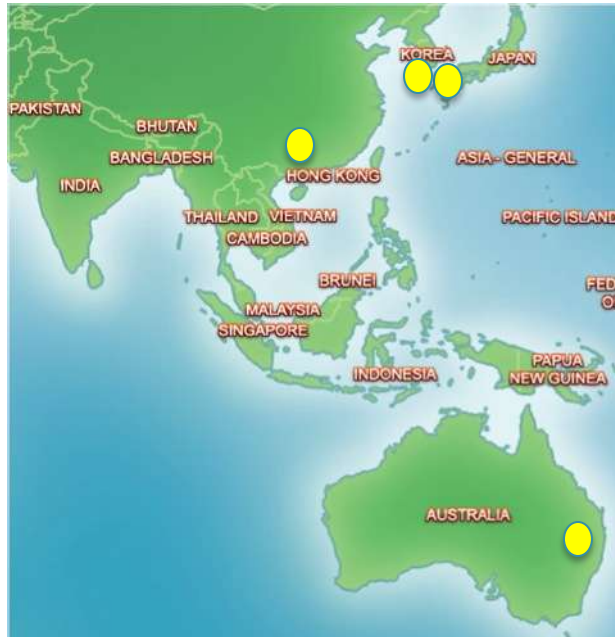 KOREA
JAPAN
PAKISTAN
BHUTAN
BANGLADESH
ASIA - GENERAL
INDIA
HONG KONG
THAILAND
VIETNAM
PACIFIC ISLAND
CAMBODIA
BRUNEI
FED
O
MALAYSIA
SINGAPORE
PAPUA
NEW GUINEA
INDONESIA
AUSTRALIA